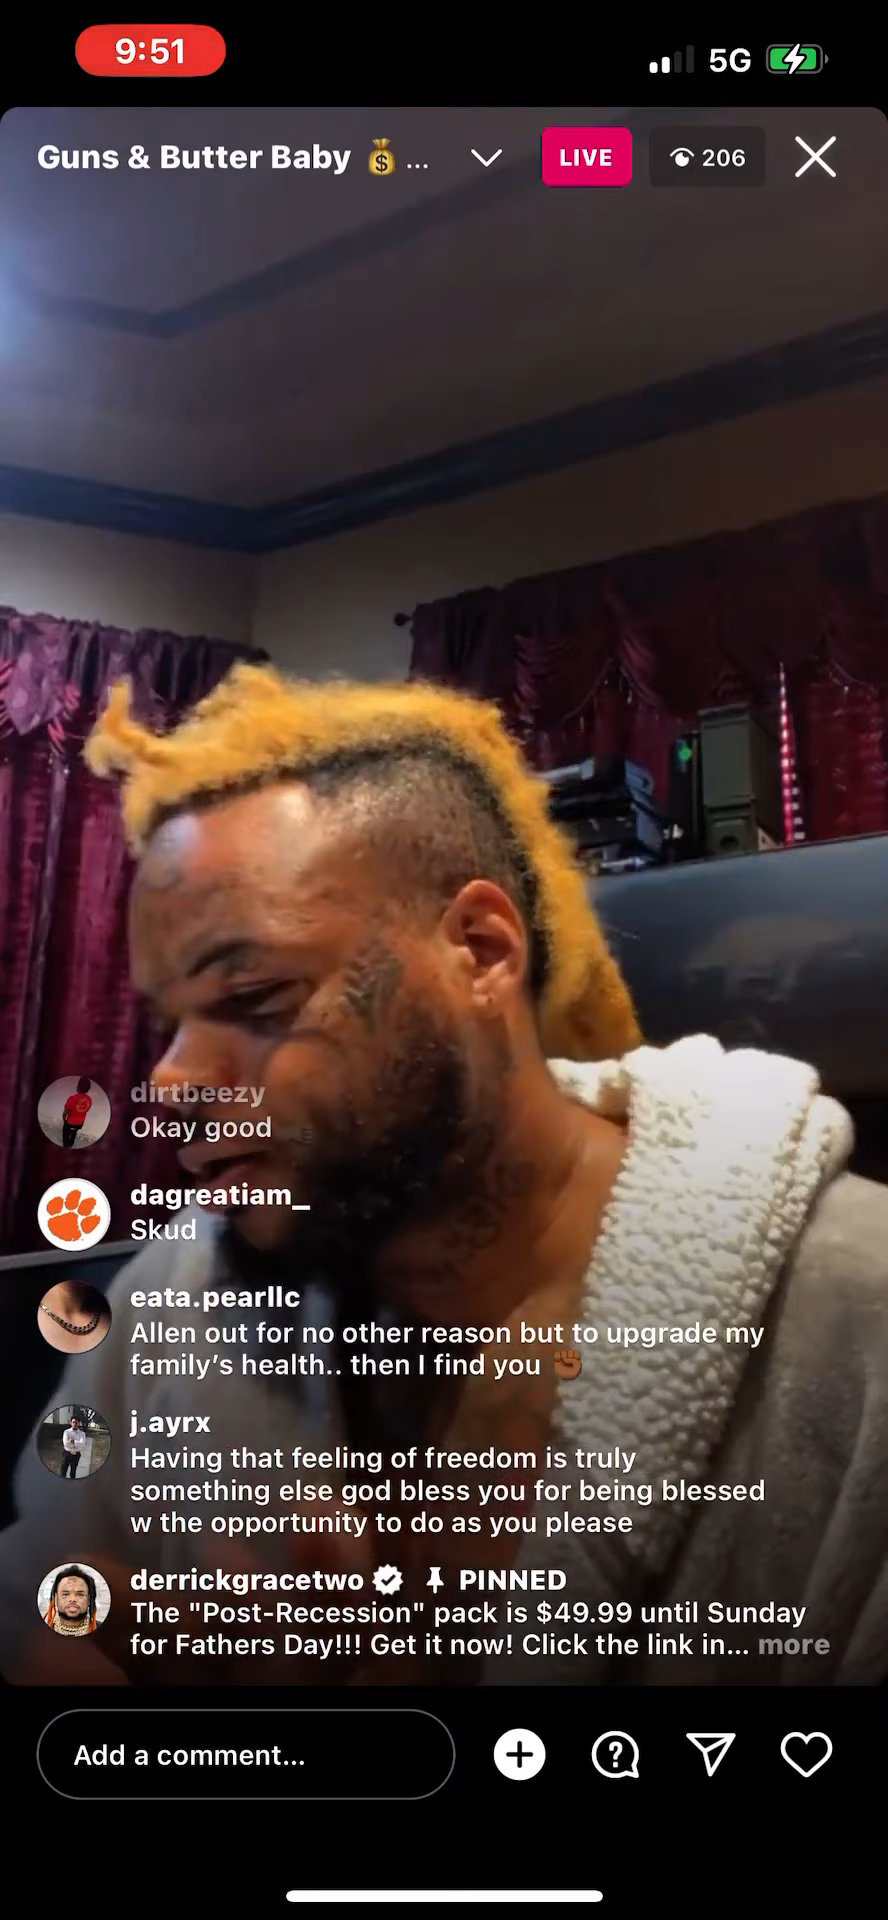 9:51
5G
Guns & Butter Baby 💰...
LIVE
206
dirtbeezy
Okay good
dagreatiam_
Skud
eata.pearllc
Allen out for no other reason but to upgrade my
family's health.. then I find you ✊🏾
j.ayrx
Having that feeling of freedom is truly
something else god bless you for being blessed
w the opportunity to do as you please
derrickgracetwo PINNED
The "Post-Recession" pack is $49.99 until Sunday
for Fathers Day!!! Get it now! Click the link in... more
Add a comment...